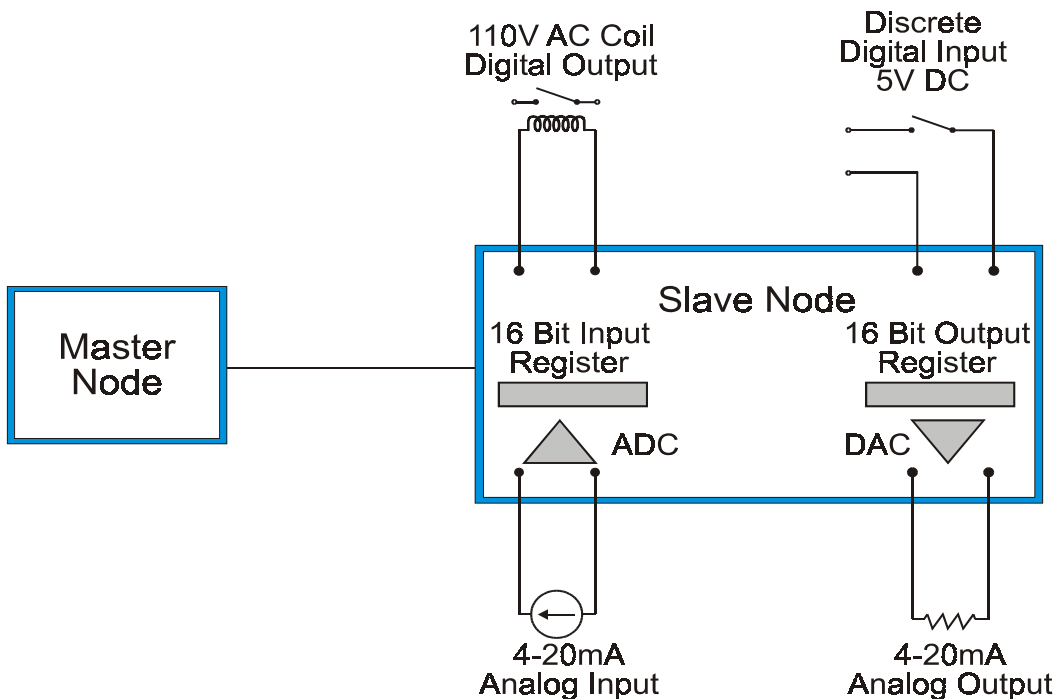 110V AC Coil
Digital Output
Discrete
Digital Input
5V DC
Master
Node
Slave Node
16 Bit Input
Register
16 Bit Output
Register
ADC
DAC
4-20mA
Analog Input
4-20mA
Analog Output